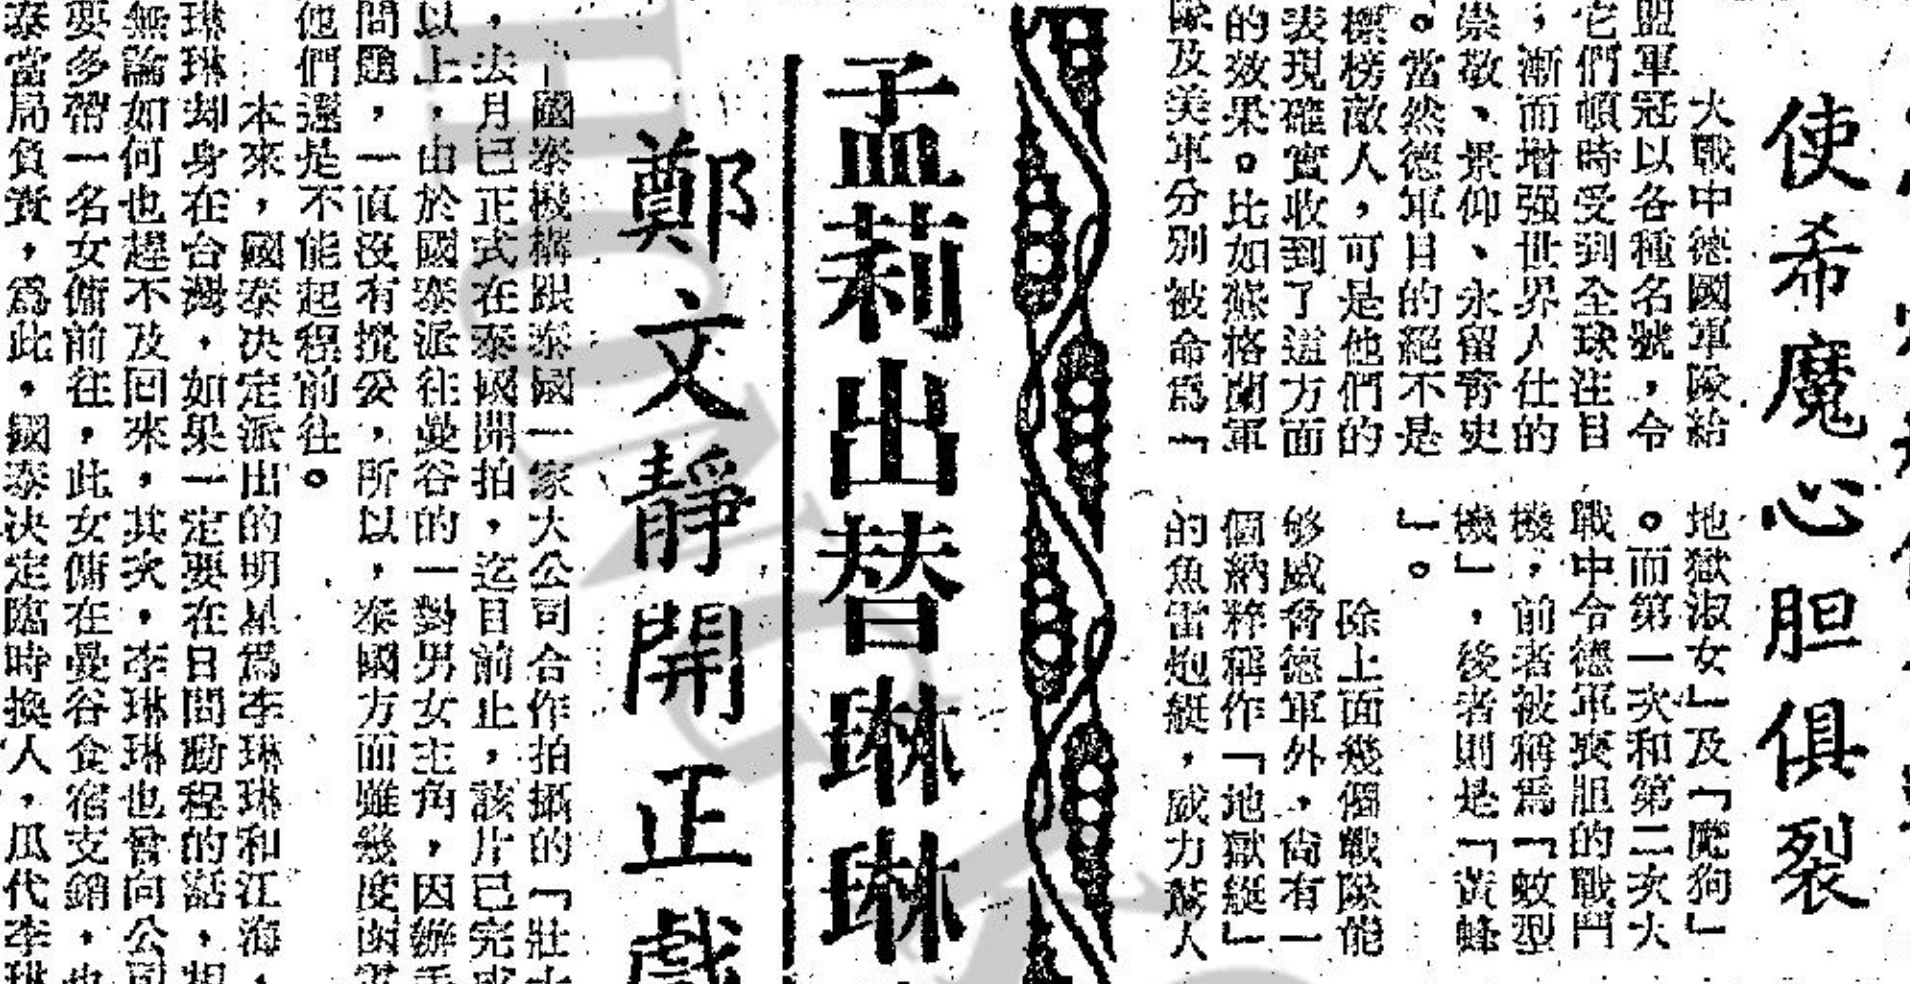 使希魔心胆俱裂
大戰中德國軍隊給
盟軍冠以各種名號，令
它們頓時受到全球注目
，漸而增强世界人仕的
崇敬、景仰、永留靑史
。當然德軍目的絕不是
標榜敵人，可是他們的
表現確實收到了這方面
的效果。比如蘇格蘭軍
隊及美軍分別被命爲「
地獄淑女」及「魔狗」
。而第一次和第二次大
戰中令德軍喪胆的戰鬥
機，前者被稱爲「蚊型
機」，後者則是「黃蜂
」。
除上面幾個戰隊能
够威脅德軍外，尙有一
個納粹稱作「地獄艇」
的魚雷炮艇，威力
孟莉出替琳琳
鄭文靜開正戲
國泰機構跟泰國一家大公司合作拍攝的「壯士
，去月已正式在泰國開拍，迄目前止，該片已完成
以上，由於國泰派往曼谷的一對男女主角，因辦手
問題，一直沒有攪妥，所以，泰國方面雖幾度函電
他們還是不能起程前往。
本來，國泰決定派出的明星爲李琳琳和江海，
琳琳却身在台灣，如果一定要在日間動程的話，相
無論如何也趕不及回來，其次，李琳琳也曾向公司
要多帶一名女傭前往，此女傭在曼谷食宿支銷，也
泰當局負責，爲此，國泰決定臨時換人，瓜代李琳